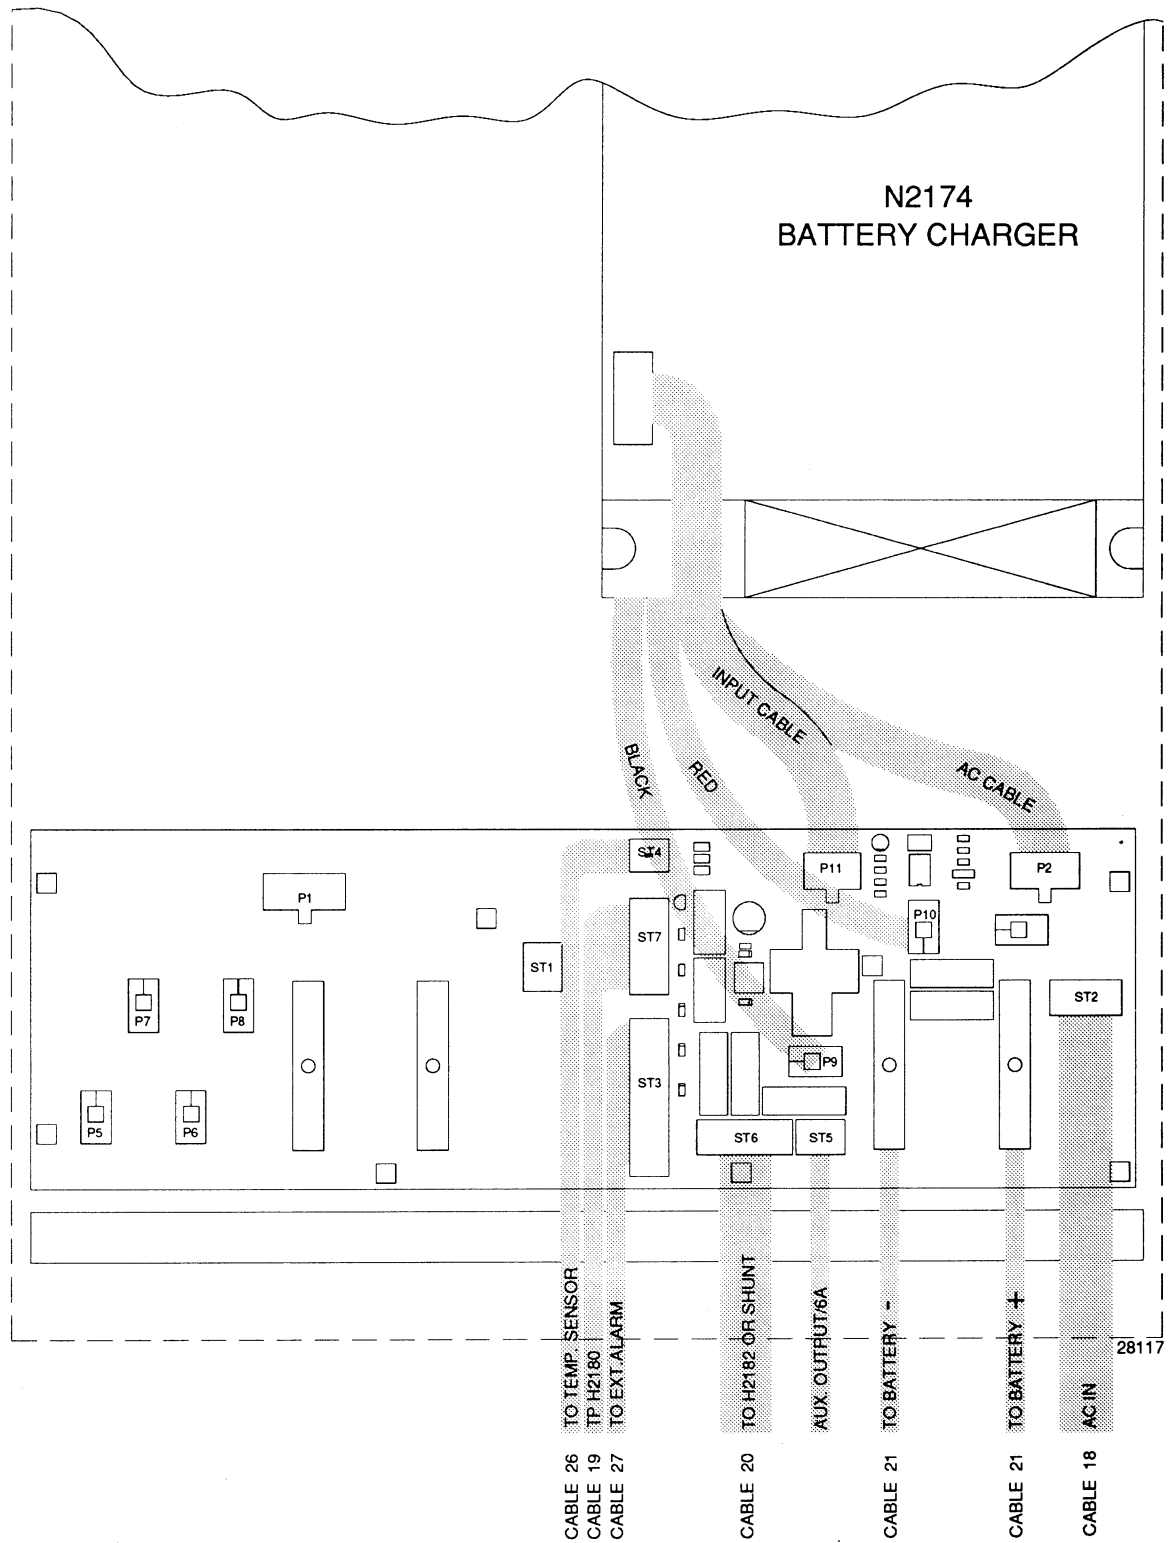 N2174
BATTERY CHARGER
INPUT CABLE
BLACK
RED
AC CABLE
ST4
P11
P2
P1
P10
ST7
ST1
ST2
P7
P8
P9
ST3
P5
P6
ST6
ST5
TO TEMP. SENSOR
TP H2180
TO EXT.ALARM
TO H2182 OR SHUNT
AUX. OUTPUT/6A
TO BATTERY -
TO BATTERY +
AC IN
28117
CABLE 26
CABLE 19
CABLE 27
CABLE 20
CABLE 21
CABLE 21
CABLE 18